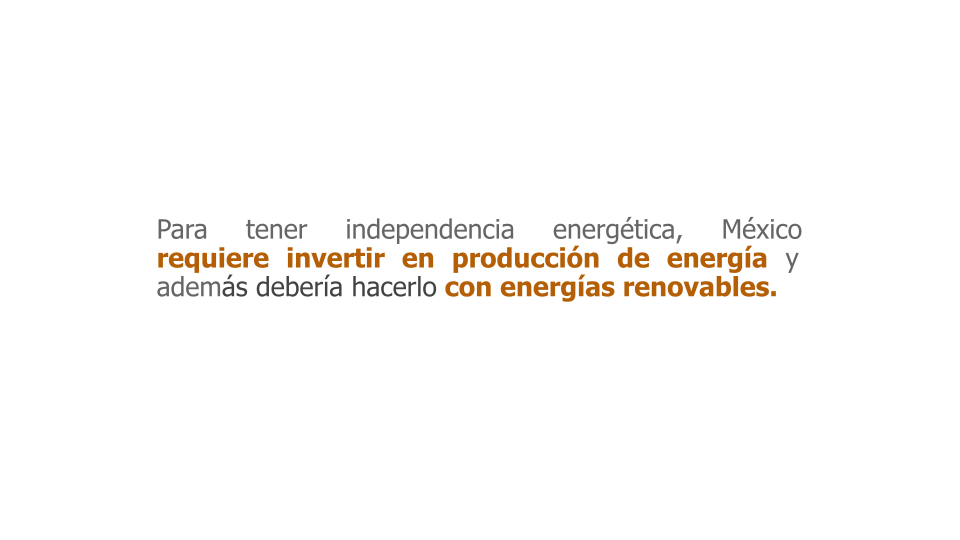 Para tener independencia energética, México
requiere invertir en producción de energía y
además debería hacerlo con energías renovables.